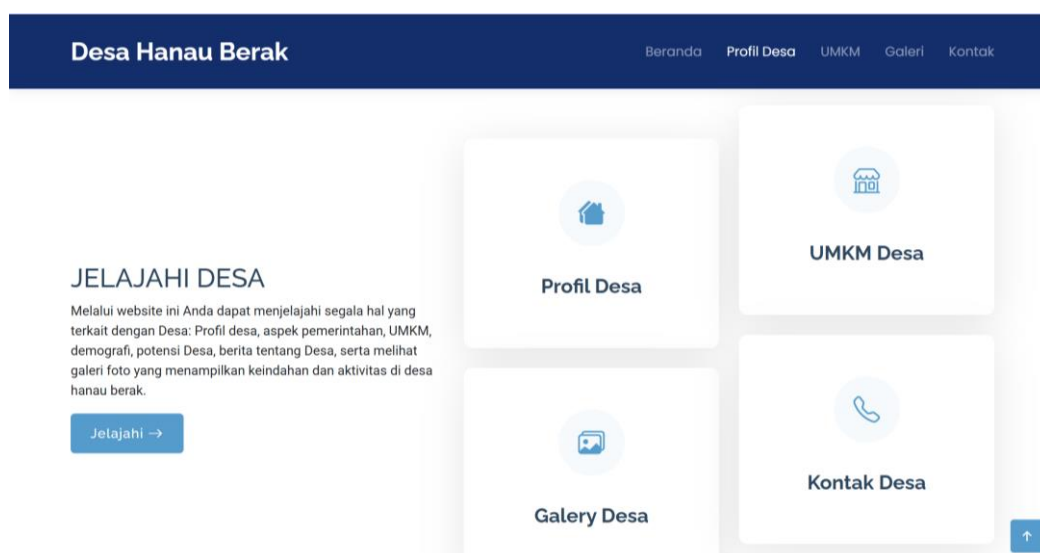 Desa Hanau Berak
Beranda Profil Desa UMKM Galeri Kontak
JELAJAHI DESA
Melalui website ini Anda dapat menjelajahi segala hal yang
terkait dengan Desa: Profil desa, aspek pemerintahan, UMKM,
demografi, potensi Desa, berita tentang Desa, serta melihat
galeri foto yang menampilkan keindahan dan aktivitas di desa
hanau berak.
Jelajahi →
Profil Desa
UMKM Desa
Galery Desa
Kontak Desa